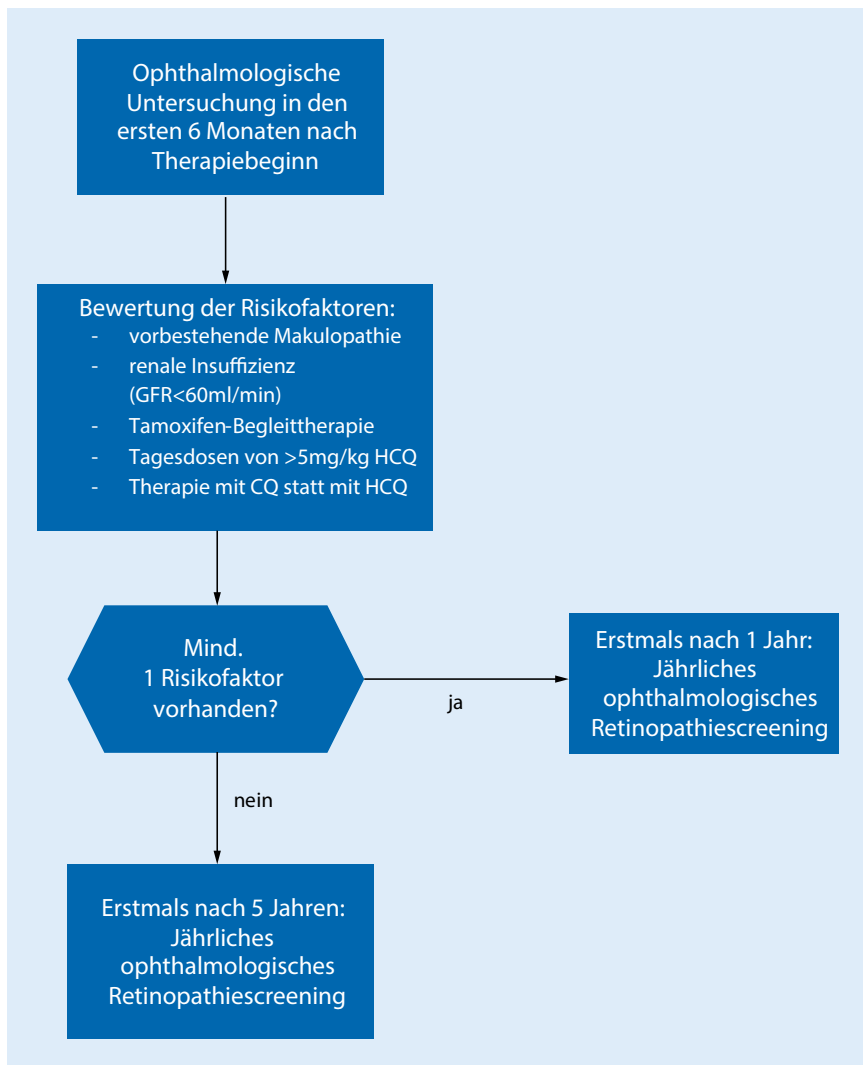 Ophthalmologische
Untersuchung in den
ersten 6 Monaten nach
Therapiebeginn
Bewertung der Risikofaktoren:
- vorbestehende Makulopathie
- renale Insuffizienz
(GFR<60ml/min)
- Tamoxifen-Begleittherapie
- Tagesdosen von >5mg/kg HCQ
- Therapie mit CQ statt mit HCQ
Mind.
1 Risikofaktor
vorhanden?
ja
Erstmals nach 1 Jahr:
Jährliches
ophthalmologisches
Retinopathiescreening
nein
Erstmals nach 5 Jahren:
Jährliches
ophthalmologisches
Retinopathiescreening